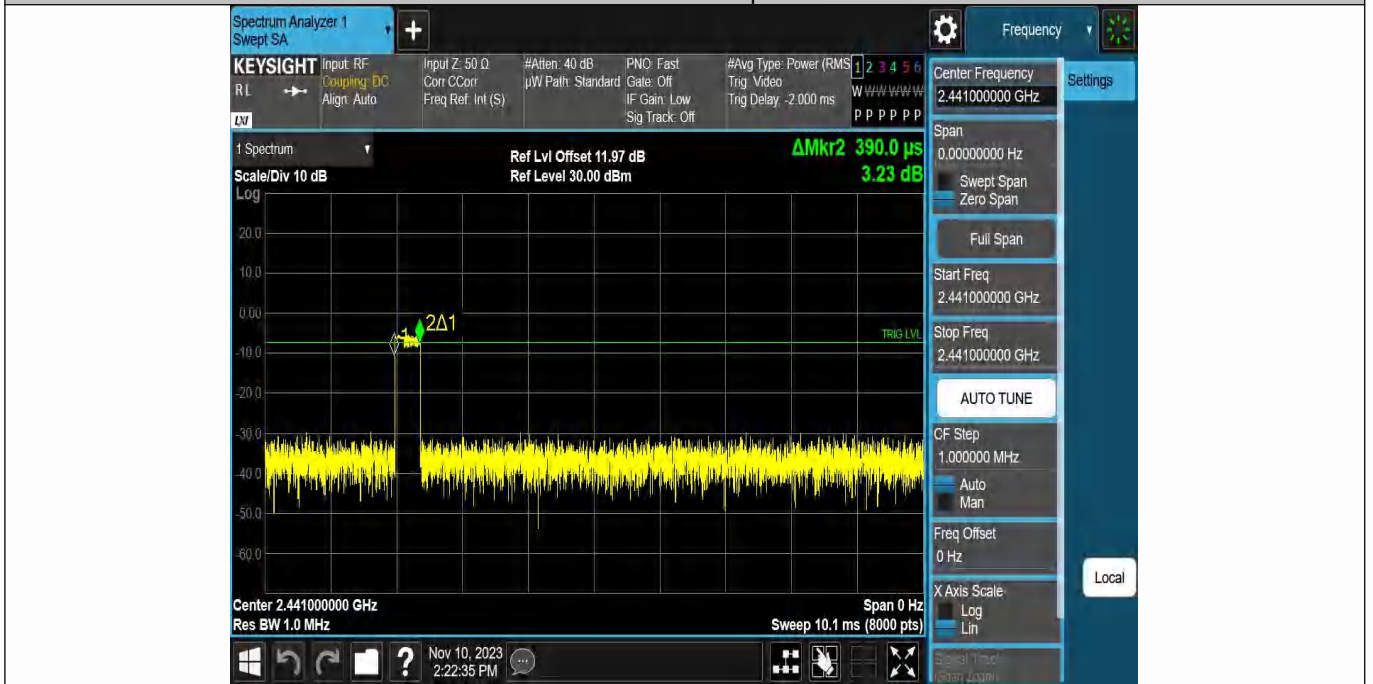 Spectrum Analyzer 1
Swept SA
+
Frequency
KEYSIGHT
RL
LXI
Input: RF
Coupling: DC
Align: Auto
Input Z: 50 Ω
Corr CCorr
Freq Ref: Int (S)
#Atten: 40 dB
µW Path: Standard
PNO: Fast
Gate: Off
IF Gain: Low
Sig Track: Off
#Avg Type: Power (RMS
Trig: Video
Trig Delay: -2.000 ms
1 2 3 4 5 6
W W W W W W
P P P P P P
Center Frequency
2.441000000 GHz
Settings
1 Spectrum
Scale/Div 10 dB
Log
Ref Lvl Offset 11.97 dB
Ref Level 30.00 dBm
ΔMkr2 390.0 µs
3.23 dB
Span
0.00000000 Hz
Swept Span
Zero Span
Full Span
Start Freq
2.441000000 GHz
Stop Freq
2.441000000 GHz
AUTO TUNE
CF Step
1.000000 MHz
Auto
Man
Freq Offset
0 Hz
X Axis Scale
Log
Lin
Local
20.0
10.0
0.00
-10.0
-20.0
-30.0
-40.0
-50.0
-60.0
1
2Δ1
TRIG LVL
Center 2.441000000 GHz
Res BW 1.0 MHz
Span 0 Hz
Sweep 10.1 ms (8000 pts)
?
Nov 10, 2023
2:22:35 PM
Signal Track
(Span Zoom)